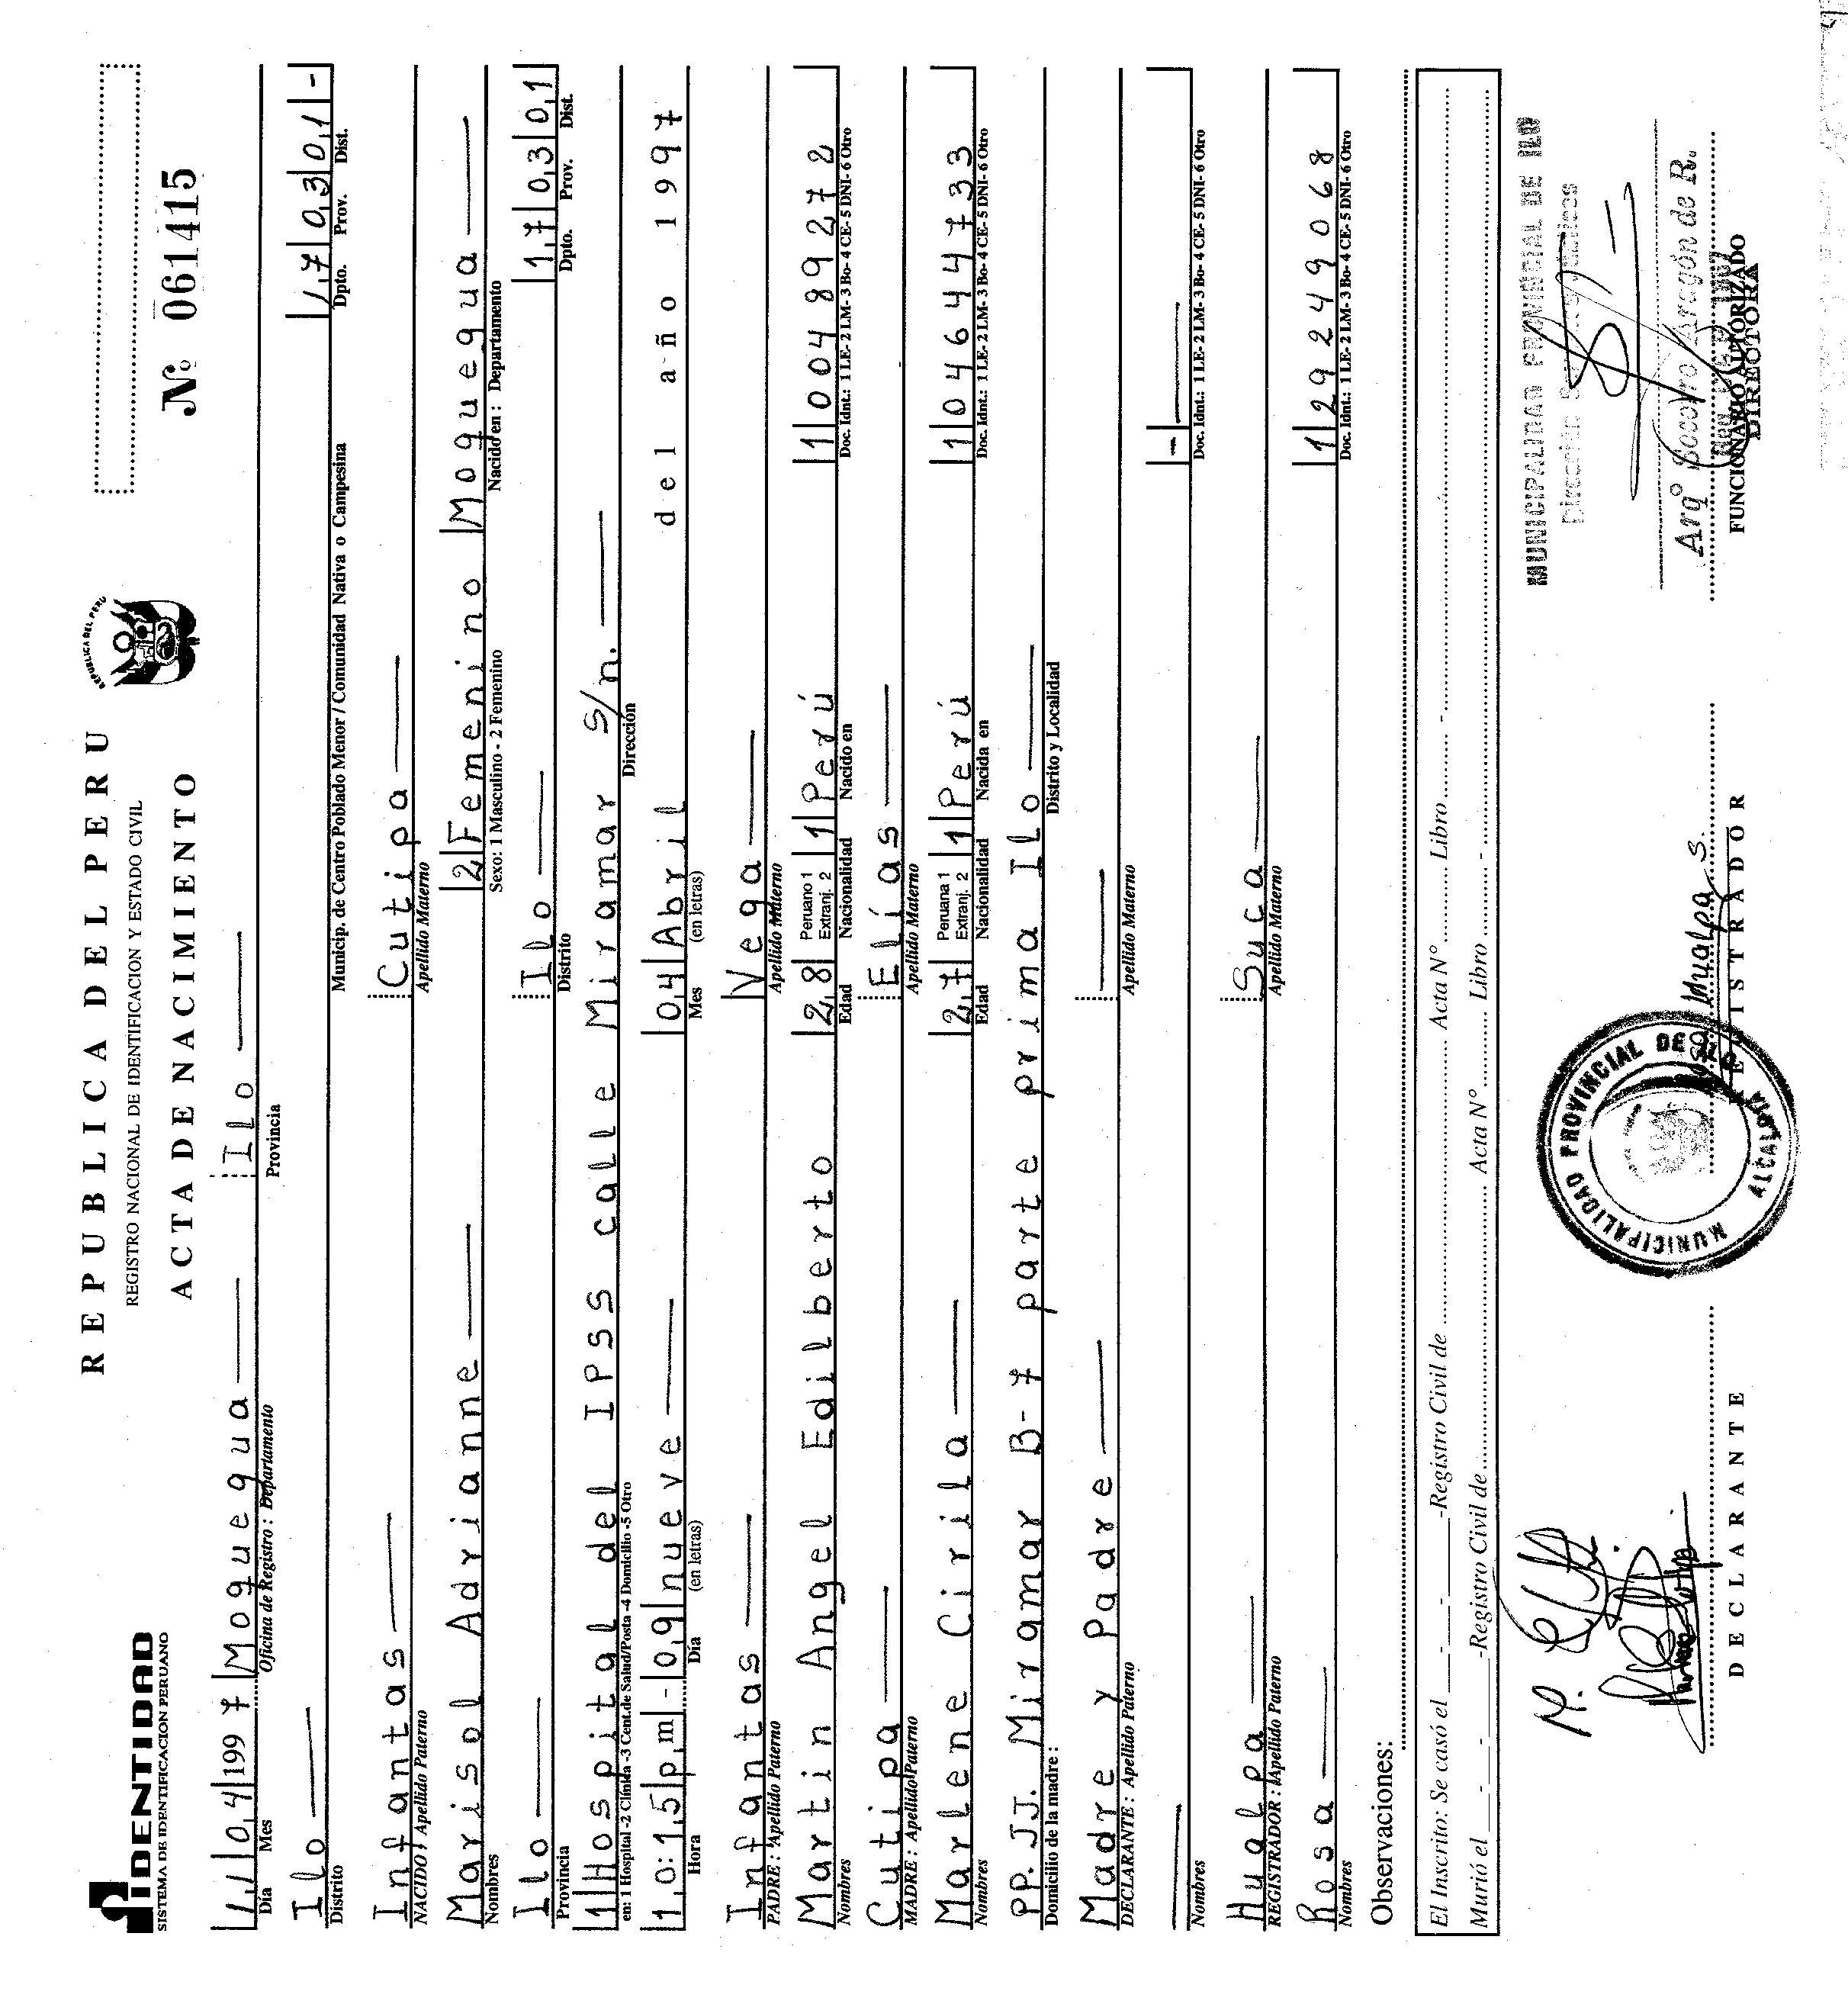 IDENTIDAD
SISTEMA DE IDENTIFICACION PERUANO
REPUBLICA DEL PERU
REGISTRO NACIONAL DE IDENTIFICACION Y ESTADO CIVIL
ACTA DE NACIMIENTO
REPUBLICA DEL PERU
Nº 061415
11 04 1997 Moquegua Ilo
Día Mes Oficina de Registro : Departamento Provincia
Ilo 17 03 01 -
Distrito Municip. de Centro Poblado Menor / Comunidad Nativa o Campesina Dpto. Prov. Dist.
Infantas Cutipa
NACIDO : Apellido Paterno Apellido Materno
Marisol Adrianne 2 Femenino Moquegua
Nombres Sexo: 1 Masculino - 2 Femenino Nacido en : Departamento
Ilo Ilo 17 03 01
Provincia Distrito Dpto. Prov. Dist.
1 Hospital del IPSS calle Miramar S/n.
en: 1 Hospital -2 Clínida -3 Cent.de Salud/Posta -4 Domicilio -5 Otro Dirección
10:15 pm - 09 nueve 04 Abril del año 1997
Hora Día (en letras) Mes (en letras)
Infantas Vega
PADRE : Apellido Paterno Apellido Materno
Martin Angel Edilberto 28 Peruano 1 Extranj. 2 1 Perú 1 00489272
Nombres Edad Nacionalidad Nacido en Doc. Idnt.: 1 LE- 2 LM- 3 Bo- 4 CE- 5 DNI- 6 Otro
Cutipa Elías
MADRE : Apellido Paterno Apellido Materno
Marlene Cirila 27 Peruana 1 Extranj. 2 1 Perú 1 04644733
Nombres Edad Nacionalidad Nacida en Doc. Idnt.: 1 LE- 2 LM- 3 Bo- 4 CE- 5 DNI- 6 Otro
PP. JJ. Miramar B-7 parte prima Ilo
Domicilio de la madre : Distrito y Localidad
Madre y Padre
DECLARANTE : Apellido Paterno Apellido Materno
-
Nombres Doc. Idnt.: 1 LE- 2 LM- 3 Bo- 4 CE- 5 DNI- 6 Otro
Hualpa Suca
REGISTRADOR : Apellido Paterno Apellido Materno
Rosa 1 29249068
Nombres Doc. Idnt.: 1 LE- 2 LM- 3 Bo- 4 CE- 5 DNI- 6 Otro
Observaciones:
El Inscrito: Se casó el - - -Registro Civil de Acta Nº Libro -
Murió el - - -Registro Civil de Acta Nº Libro -
MUNICIPALIDAD PROVINCIAL DE ILO
MUNICIPALIDAD PROVINCIAL DE ILO
ALCALDIA
Hualpa S.
Arqº Socorro Aragón de R.
DECLARANTE REGISTRADOR FUNCIONARIO AUTORIZADO
DIRECTORA